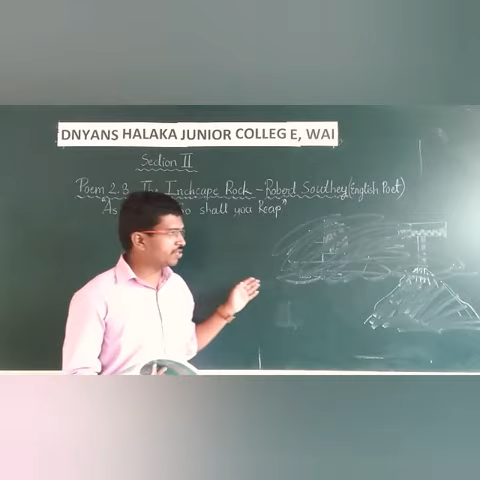 DNYANS HALAKA JUNIOR COLLEG E, WAI
Section II
Poem 2.3 The Inchcape Rock - Robert Southey (English Poet)
"As so shall you Reap"